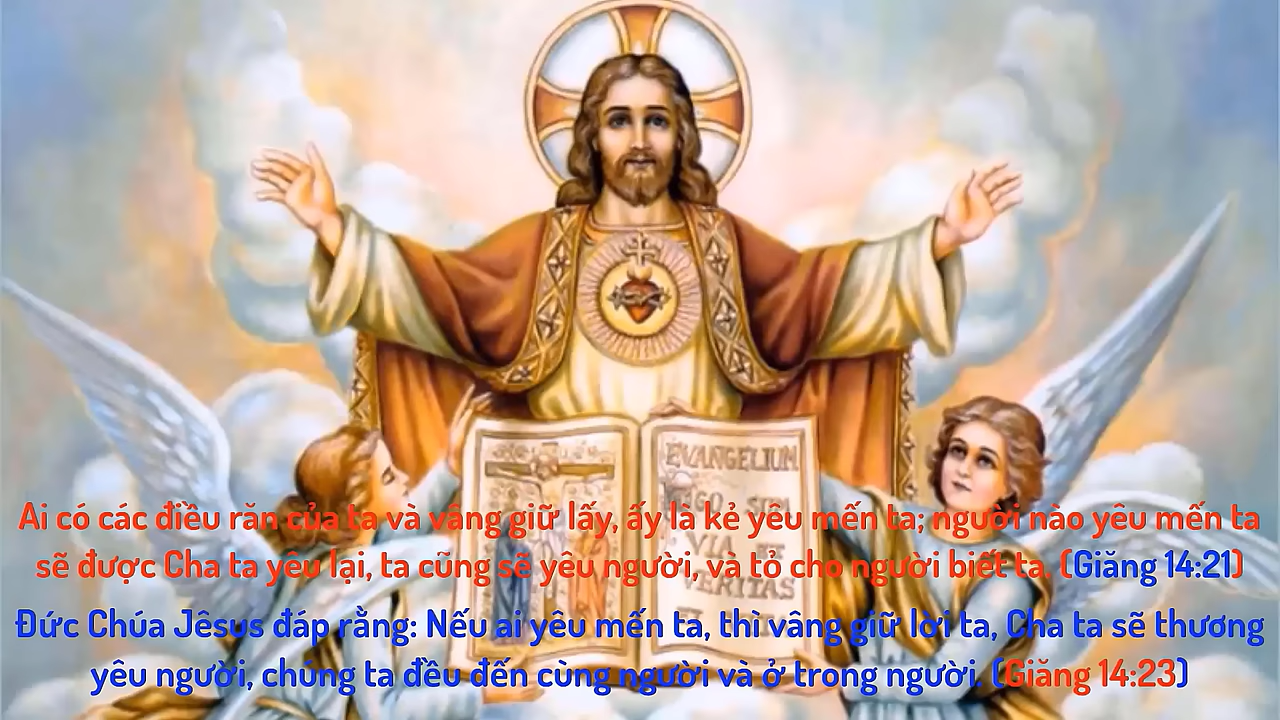 EVANGELIUM
EGO SUM
VIA ET
VERITAS
Ai có các điều răn của ta và vâng giữ lấy, ấy là kẻ yêu mến ta; người nào yêu mến ta
sẽ được Cha ta yêu lại, ta cũng sẽ yêu người, và tỏ cho người biết ta. (Giăng 14:21)
Đức Chúa Jêsus đáp rằng: Nếu ai yêu mến ta, thì vâng giữ lời ta, Cha ta sẽ thương
yêu người, chúng ta đều đến cùng người và ở trong người. (Giăng 14:23)